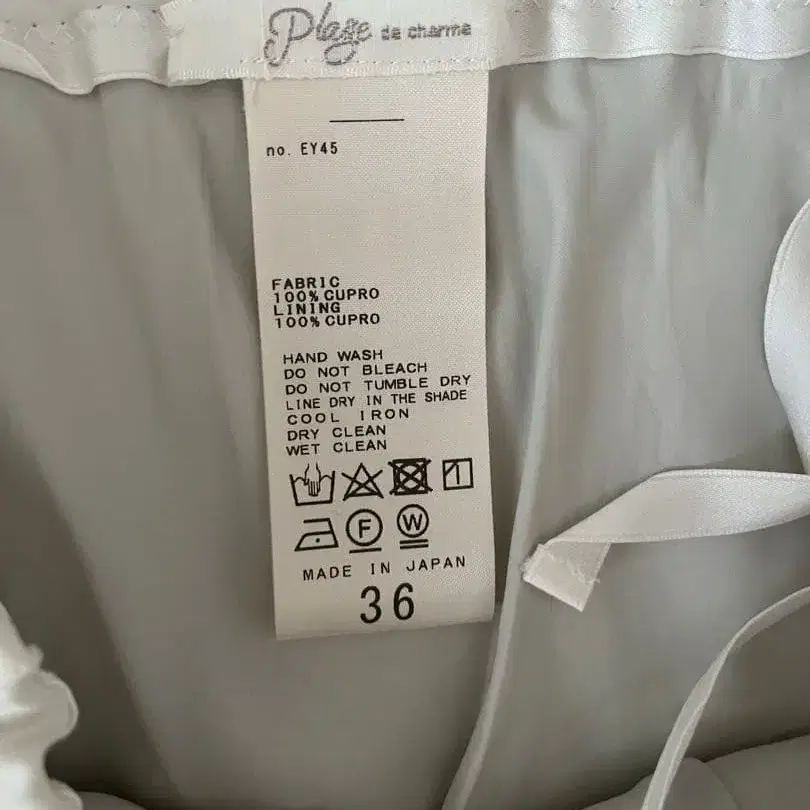 Plage de charme
no. EY45
FABRIC
100% CUPRO
LINING
100% CUPRO
HAND WASH
DO NOT BLEACH
DO NOT TUMBLE DRY
LINE DRY IN THE SHADE
COOL IRON
DRY CLEAN
WET CLEAN
F W
MADE IN JAPAN
36